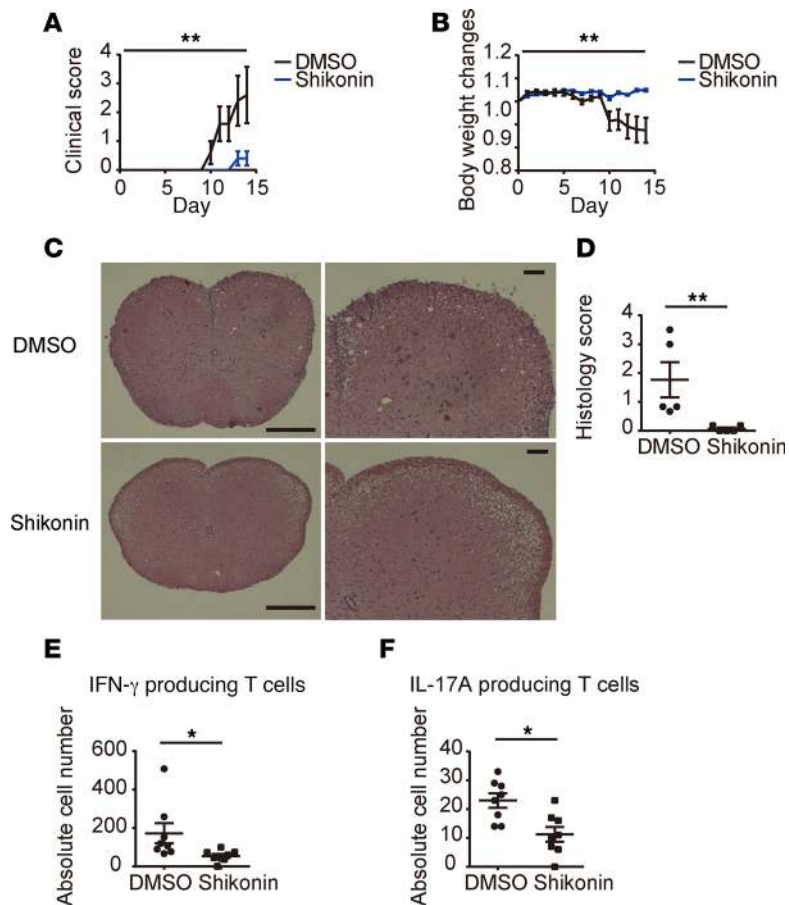 A
**
DMSO
Shikonin
Clinical score
4
3
2
1
0
0
5
10
15
Day
B
**
DMSO
Shikonin
Body weight changes
1.1
1.0
0.9
0.8
0
5
10
15
Day
C
DMSO
Shikonin
D
**
Histology score
4
3
2
1
0
DMSO Shikonin
E
IFN-γ producing T cells
*
Absolute cell number
600
400
200
0
DMSO Shikonin
F
IL-17A producing T cells
*
Absolute cell number
40
30
20
10
0
DMSO Shikonin